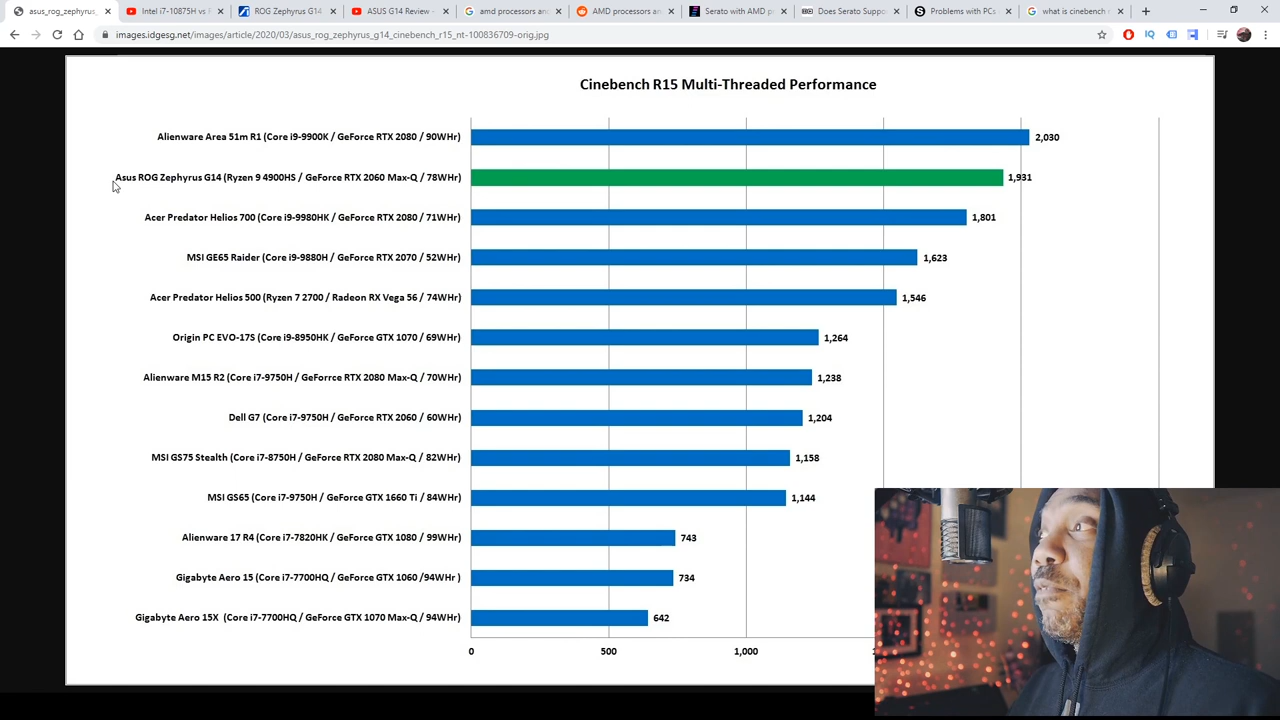 asus_rog_zephyrus_
Intel i7-10875H vs F
ROG Zephyrus G14
ASUS G14 Review -
amd processors and
AMD processors an
Serato with AMD p
Does Serato Suppo
Problems with PCs
what is cinebench r
images.idgesg.net/images/article/2020/03/asus_rog_zephyrus_g14_cinebench_r15_nt-100836709-orig.jpg
Cinebench R15 Multi-Threaded Performance
Alienware Area 51m R1 (Core i9-9900K / GeForce RTX 2080 / 90WHr) 2,030
Asus ROG Zephyrus G14 (Ryzen 9 4900HS / GeForce RTX 2060 Max-Q / 78WHr) 1,931
Acer Predator Helios 700 (Core i9-9980HK / GeForce RTX 2080 / 71WHr) 1,801
MSI GE65 Raider (Core i9-9880H / GeForce RTX 2070 / 52WHr) 1,623
Acer Predator Helios 500 (Ryzen 7 2700 / Radeon RX Vega 56 / 74WHr) 1,546
Origin PC EVO-17S (Core i9-8950HK / GeForce GTX 1070 / 69WHr) 1,264
Alienware M15 R2 (Core i7-9750H / GeForrce RTX 2080 Max-Q / 70WHr) 1,238
Dell G7 (Core i7-9750H / GeForce RTX 2060 / 60WHr) 1,204
MSI GS75 Stealth (Core i7-8750H / GeForce RTX 2080 Max-Q / 82WHr) 1,158
MSI GS65 (Core i7-9750H / GeForce GTX 1660 Ti / 84WHr) 1,144
Alienware 17 R4 (Core i7-7820HK / GeForce GTX 1080 / 99WHr) 743
Gigabyte Aero 15 (Core i7-7700HQ / GeForce GTX 1060 /94WHr ) 734
Gigabyte Aero 15X (Core i7-7700HQ / GeForce GTX 1070 Max-Q / 94WHr) 642
0 500 1,000